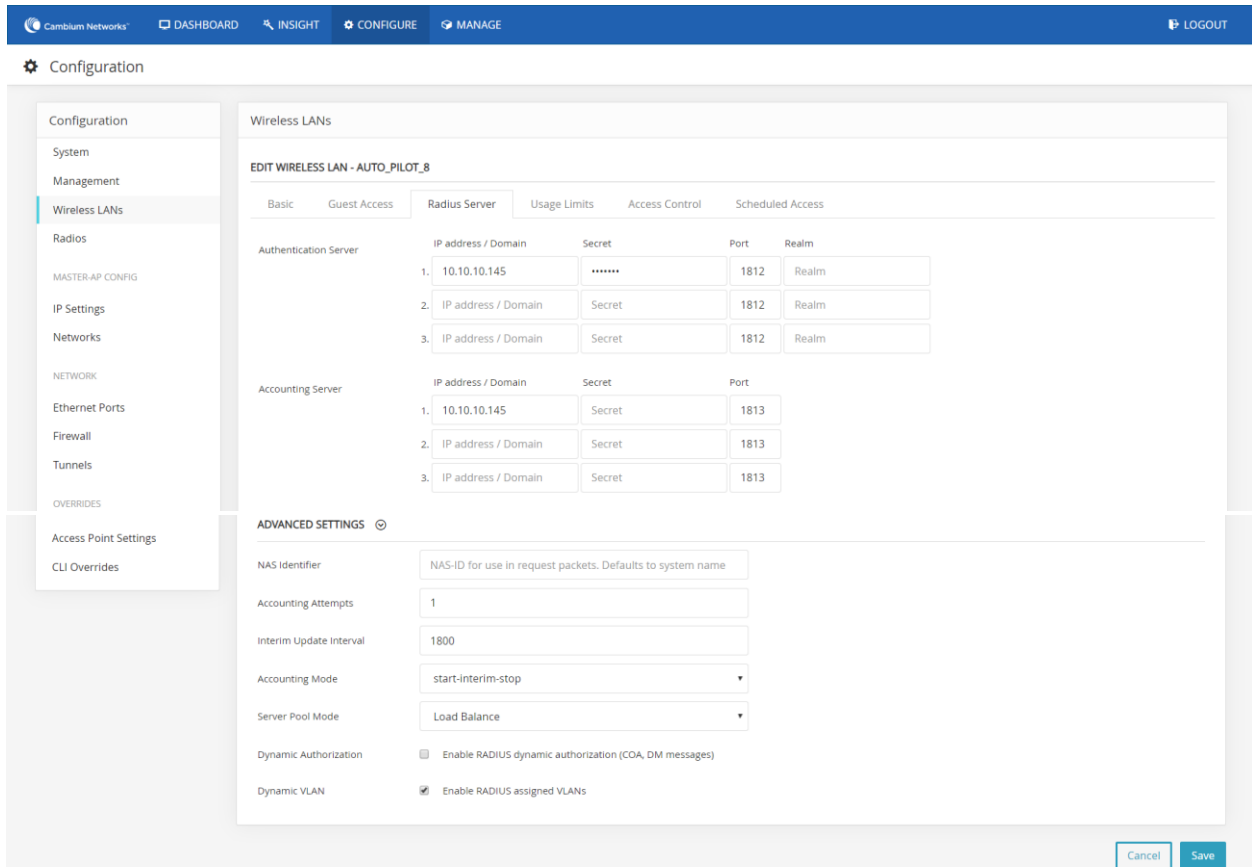 Cambium Networks™ DASHBOARD INSIGHT CONFIGURE MANAGE LOGOUT
Configuration
Configuration
System
Management
Wireless LANs
Radios
MASTER-AP CONFIG
IP Settings
Networks
NETWORK
Ethernet Ports
Firewall
Tunnels
OVERRIDES
Access Point Settings
CLI Overrides
Wireless LANs
EDIT WIRELESS LAN - AUTO_PILOT_8
Basic Guest Access Radius Server Usage Limits Access Control Scheduled Access
Authentication Server
IP address / Domain Secret Port Realm
1. 10.10.10.145 ••••••• 1812 Realm
2. IP address / Domain Secret 1812 Realm
3. IP address / Domain Secret 1812 Realm
Accounting Server
IP address / Domain Secret Port
1. 10.10.10.145 Secret 1813
2. IP address / Domain Secret 1813
3. IP address / Domain Secret 1813
ADVANCED SETTINGS
NAS Identifier NAS-ID for use in request packets. Defaults to system name
Accounting Attempts 1
Interim Update Interval 1800
Accounting Mode start-interim-stop
Server Pool Mode Load Balance
Dynamic Authorization Enable RADIUS dynamic authorization (COA, DM messages)
Dynamic VLAN Enable RADIUS assigned VLANs
Cancel Save